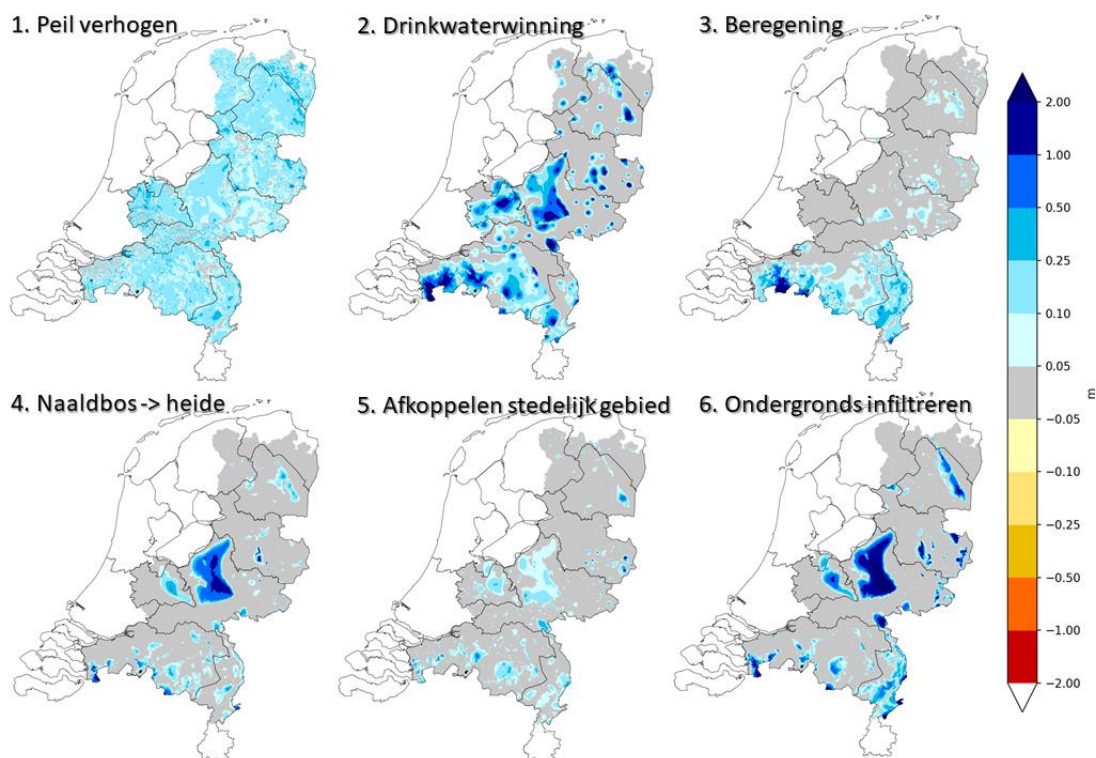 1. Peil verhogen
2. Drinkwaterwinning
3. Beregening
4. Naaldbos -> heide
5. Afkoppelen stedelijk gebied
6. Ondergronds infiltreren
2.00
1.00
0.50
0.25
0.10
0.05
−0.05
−0.10
−0.25
−0.50
−1.00
−2.00
m